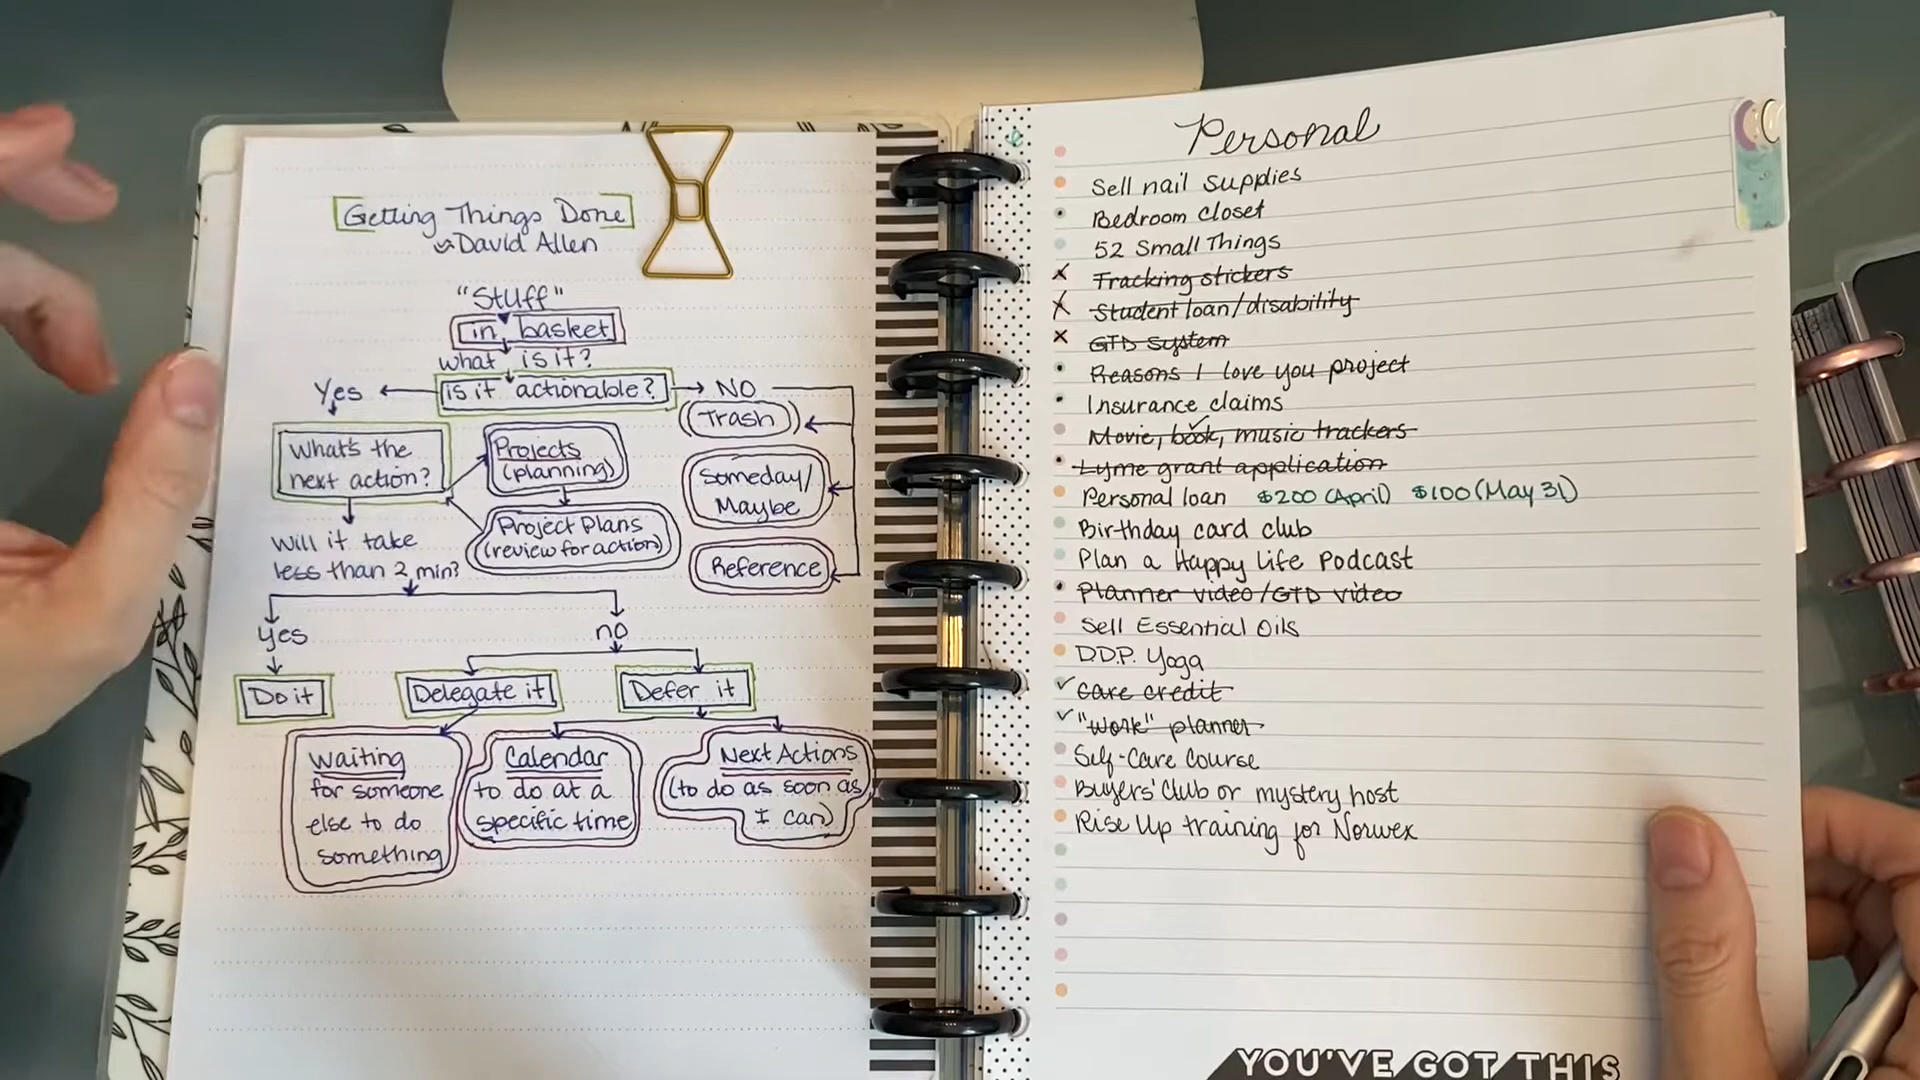 Getting Things Done
David Allen
"Stuff"
in basket
What is it?
Yes
is it actionable?
NO
Trash
What's the
next action?
Projects
(planning)
Someday/
Maybe
Project Plans
(review for action)
Will it take
less than 2 min?
Reference
yes
no
Do it
Delegate it
Defer it
Waiting
for someone
else to do
something
Calendar
to do at a
specific time
Next Actions
(to do as soon as
I can)
Personal
Sell nail supplies
Bedroom closet
52 Small Things
Tracking stickers
Student loan/disability
GTD system
Reasons I love you project
Insurance claims
Movie, book, music trackers
Lyme grant application
Personal loan $200 (April) $100 (May 31)
Birthday card club
Plan a Happy Life Podcast
Planner video/GTD video
Sell Essential Oils
D.D.P. Yoga
Care credit
"Work" planner
Self-Care Course
Buyers' Club or mystery host
Rise Up training for Norwex
YOU'VE GOT THIS